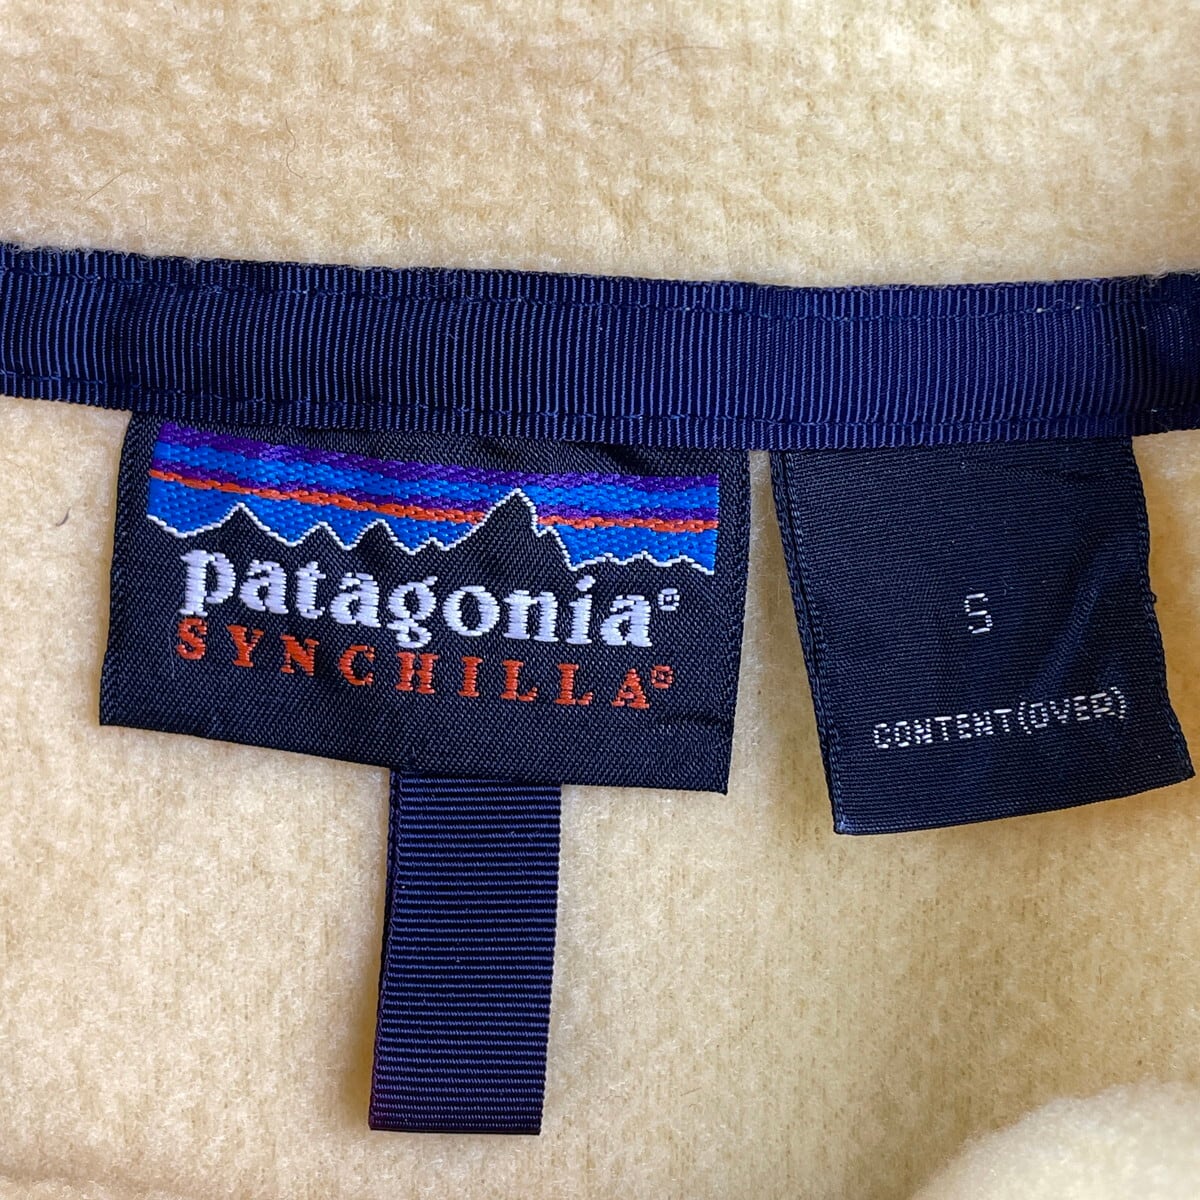 patagonia®
SYNCHILLA®
S
CONTENT(OVER)